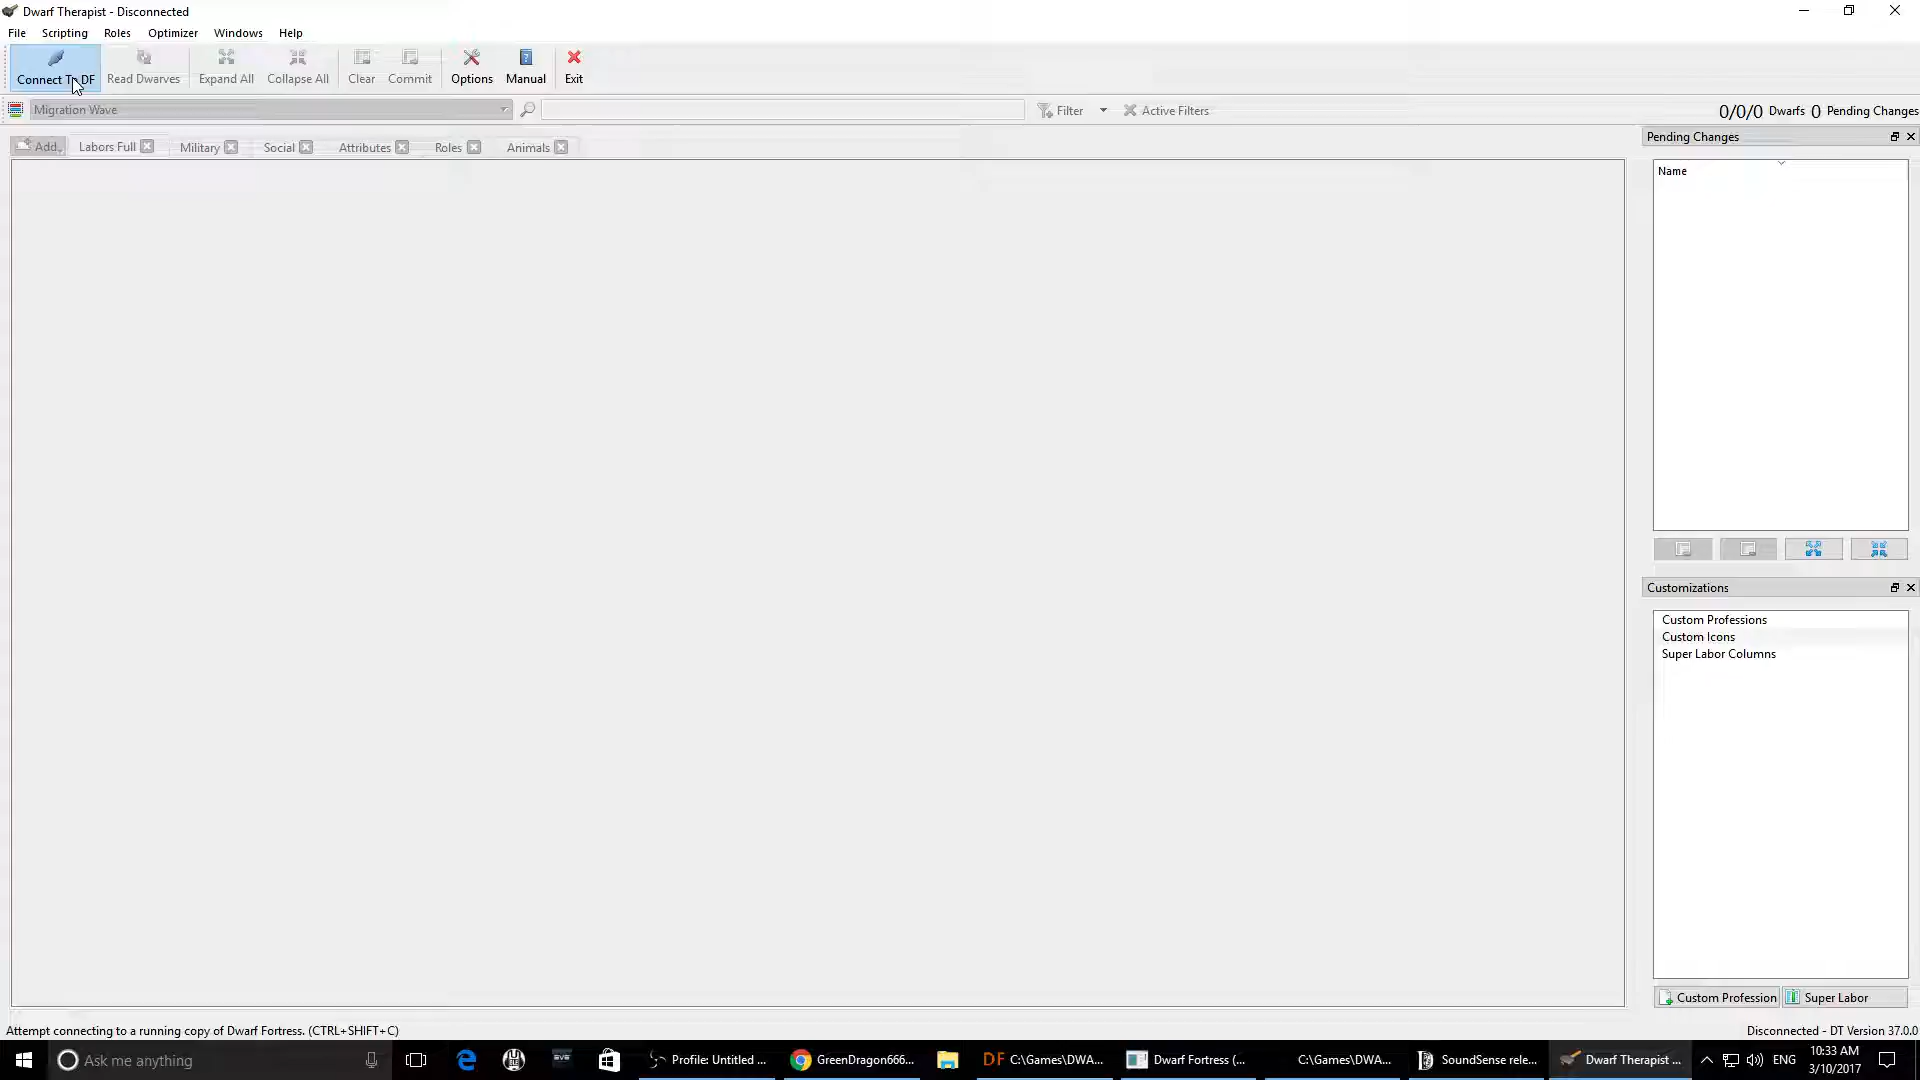 Dwarf Therapist - Disconnected
File Scripting Roles Optimizer Windows Help
Connect To DF Read Dwarves Expand All Collapse All Clear Commit Options Manual Exit
Migration Wave Filter Active Filters 0/0/0 Dwarfs 0 Pending Changes
Add Labors Full Military Social Attributes Roles Animals
Pending Changes
Name
Customizations
Custom Professions
Custom Icons
Super Labor Columns
Custom Profession Super Labor
Attempt connecting to a running copy of Dwarf Fortress. (CTRL+SHIFT+C) Disconnected - DT Version 37.0.0
Ask me anything Profile: Untitled ... GreenDragon666... DF C:\Games\DWA... Dwarf Fortress (... C:\Games\DWA... SoundSense rele... Dwarf Therapist ... ENG 10:33 AM
3/10/2017